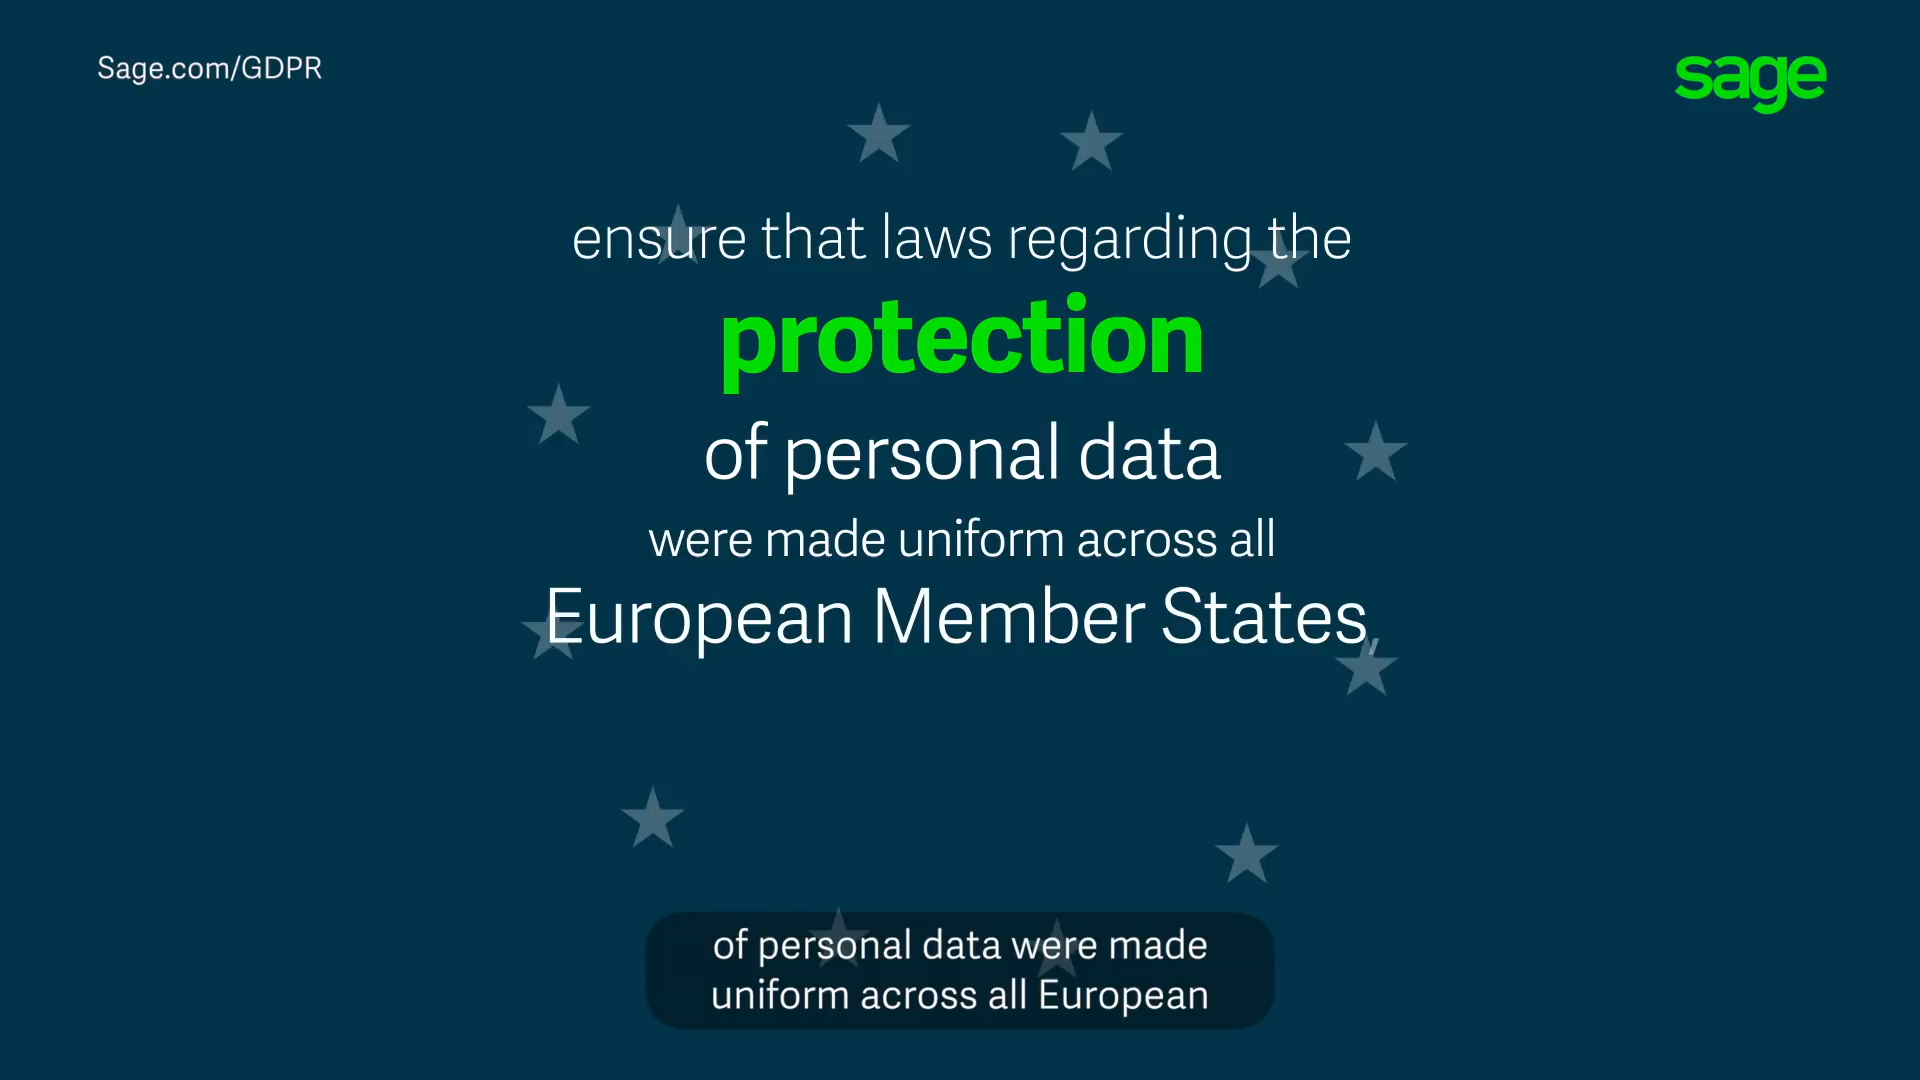 Sage.com/GDPR
sage
ensure that laws regarding the
protection
of personal data
were made uniform across all
European Member States,
of personal data were made
uniform across all European